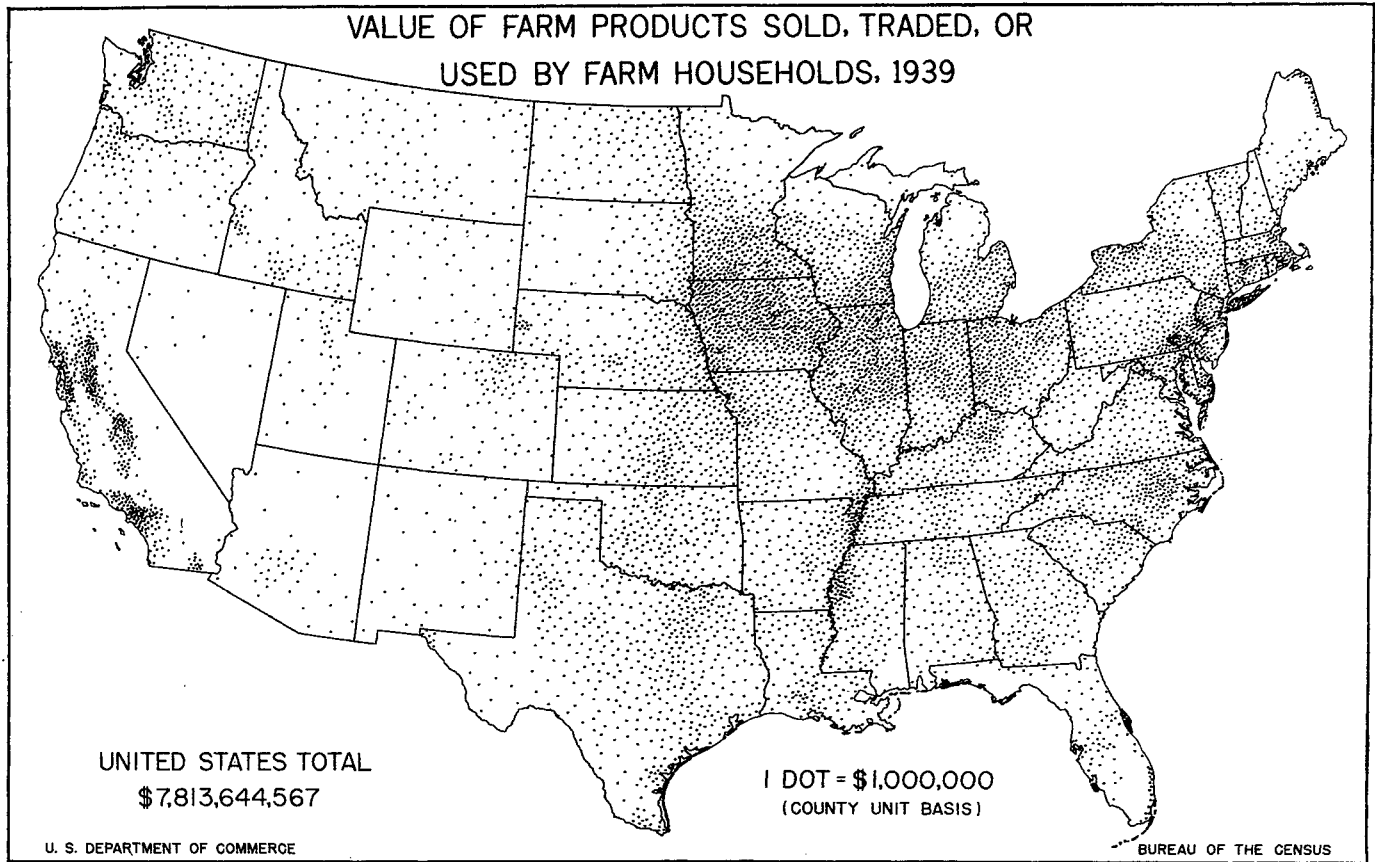 VALUE OF FARM PRODUCTS SOLD, TRADED, OR
USED BY FARM HOUSEHOLDS, 1939
UNITED STATES TOTAL
$7,813,644,567
1 DOT = $1,000,000
(COUNTY UNIT BASIS)
U. S. DEPARTMENT OF COMMERCE
BUREAU OF THE CENSUS